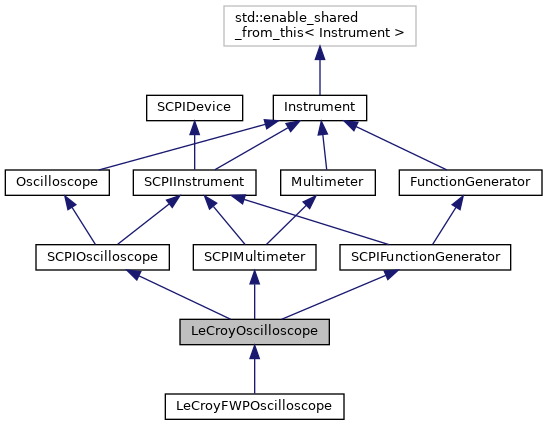 std::enable_shared
_from_this< Instrument >
SCPIDevice
Instrument
Oscilloscope
SCPIInstrument
Multimeter
FunctionGenerator
SCPIOscilloscope
SCPIMultimeter
SCPIFunctionGenerator
LeCroyOscilloscope
LeCroyFWPOscilloscope